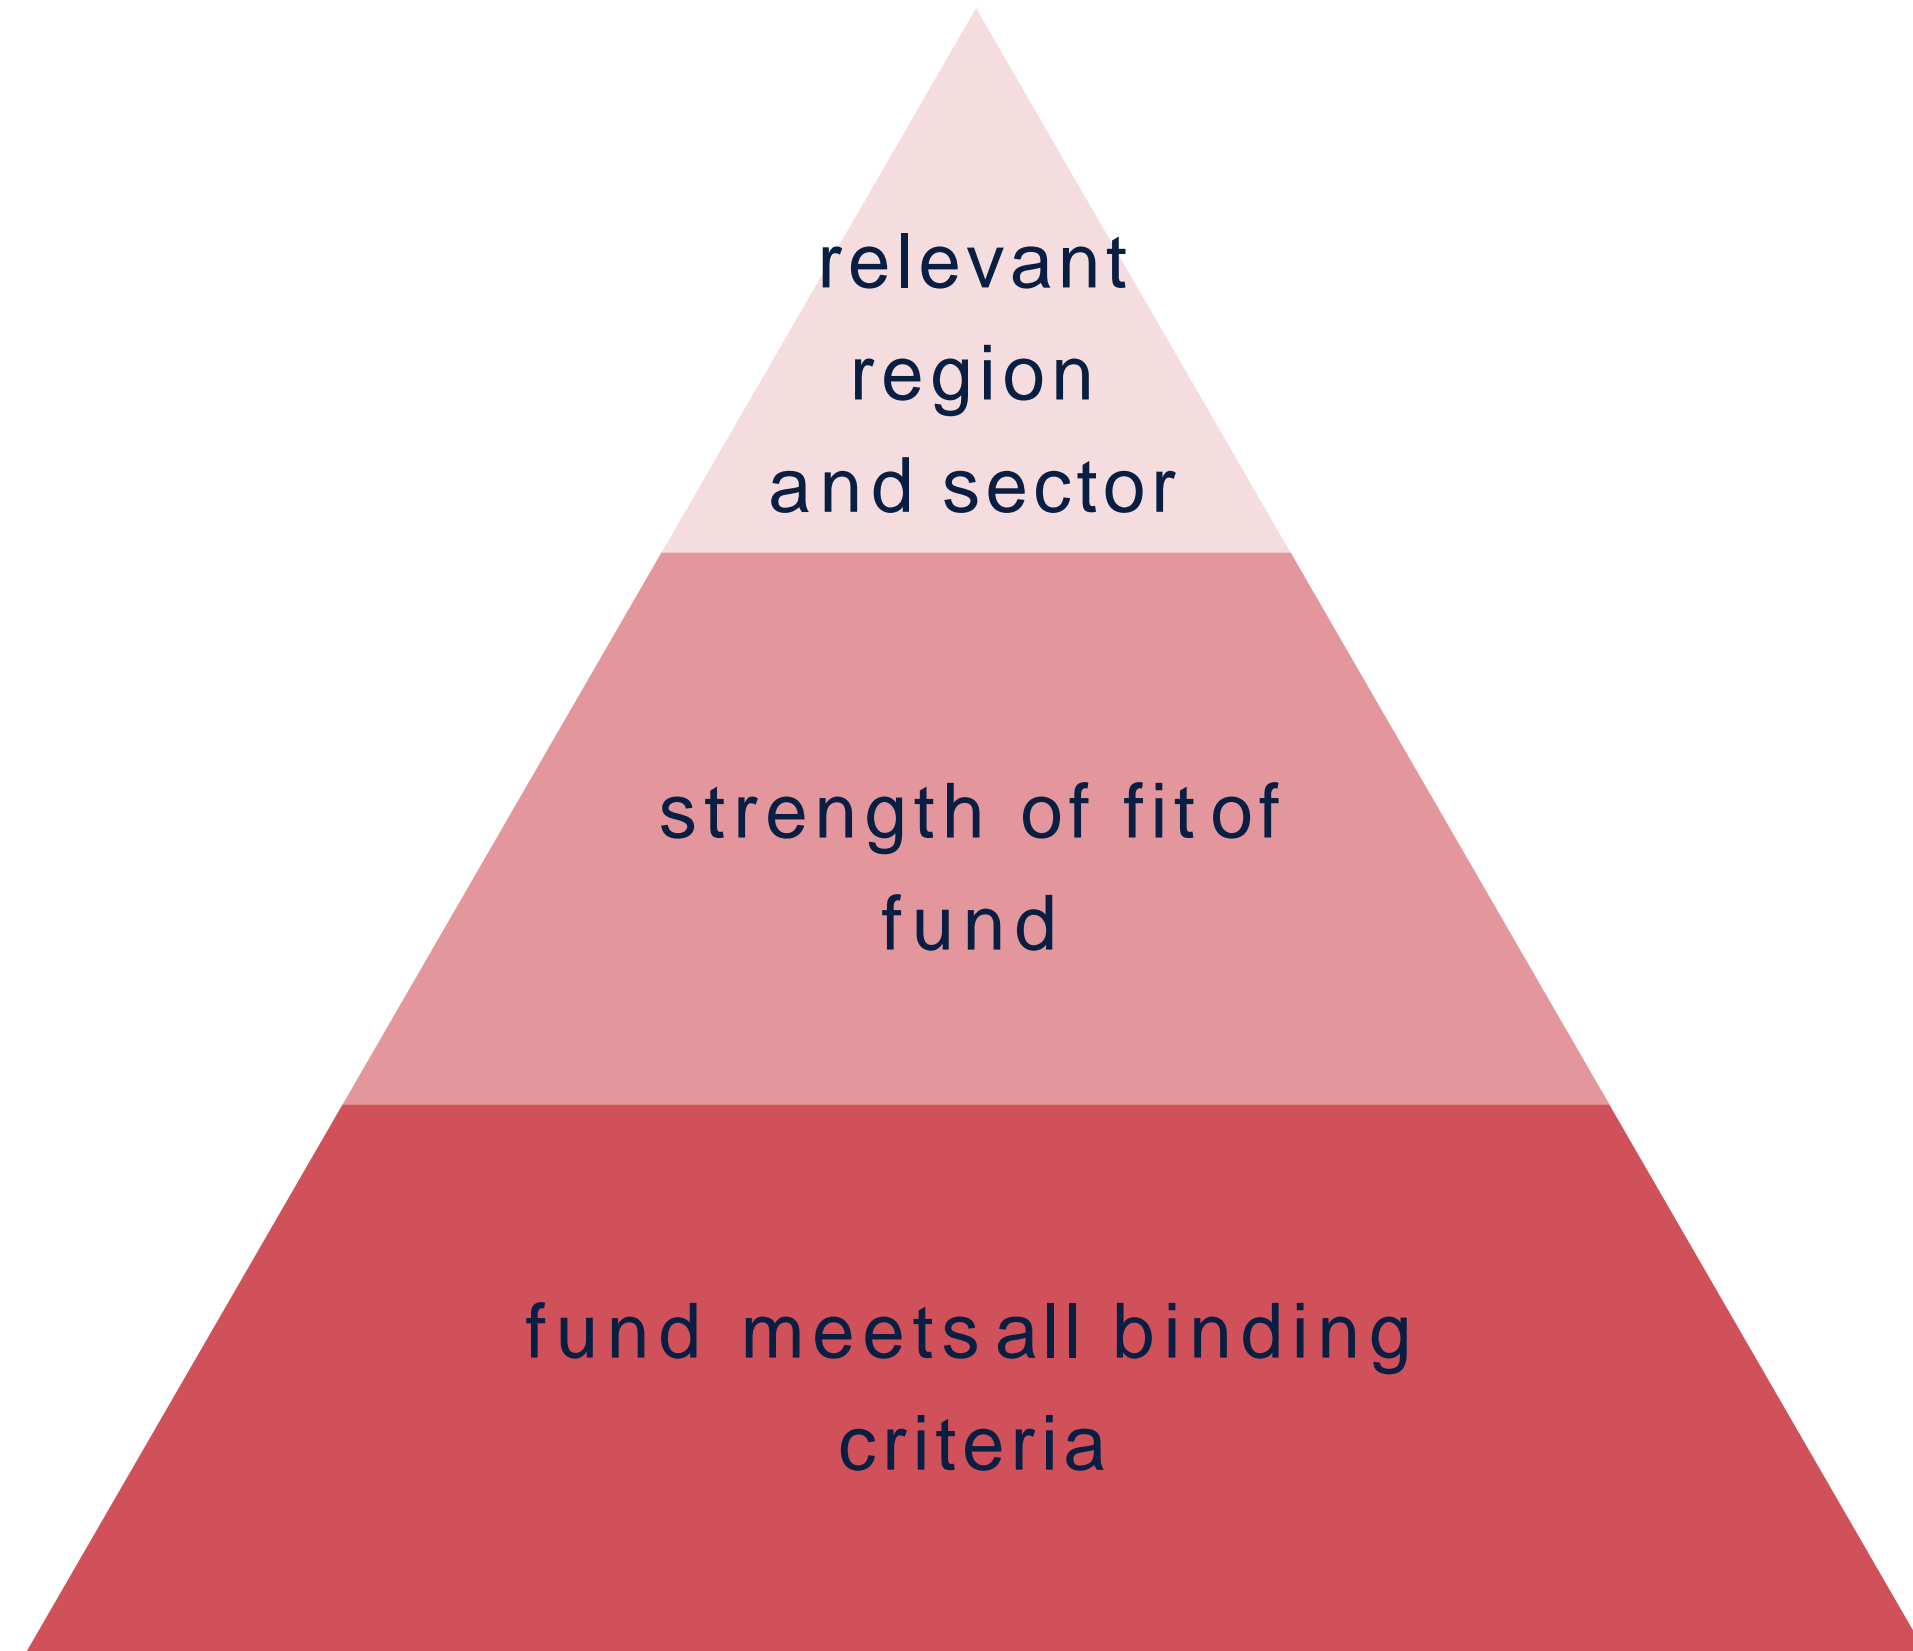 relevant
region
and sector
strength of fit of
fund
fund meets all binding
criteria